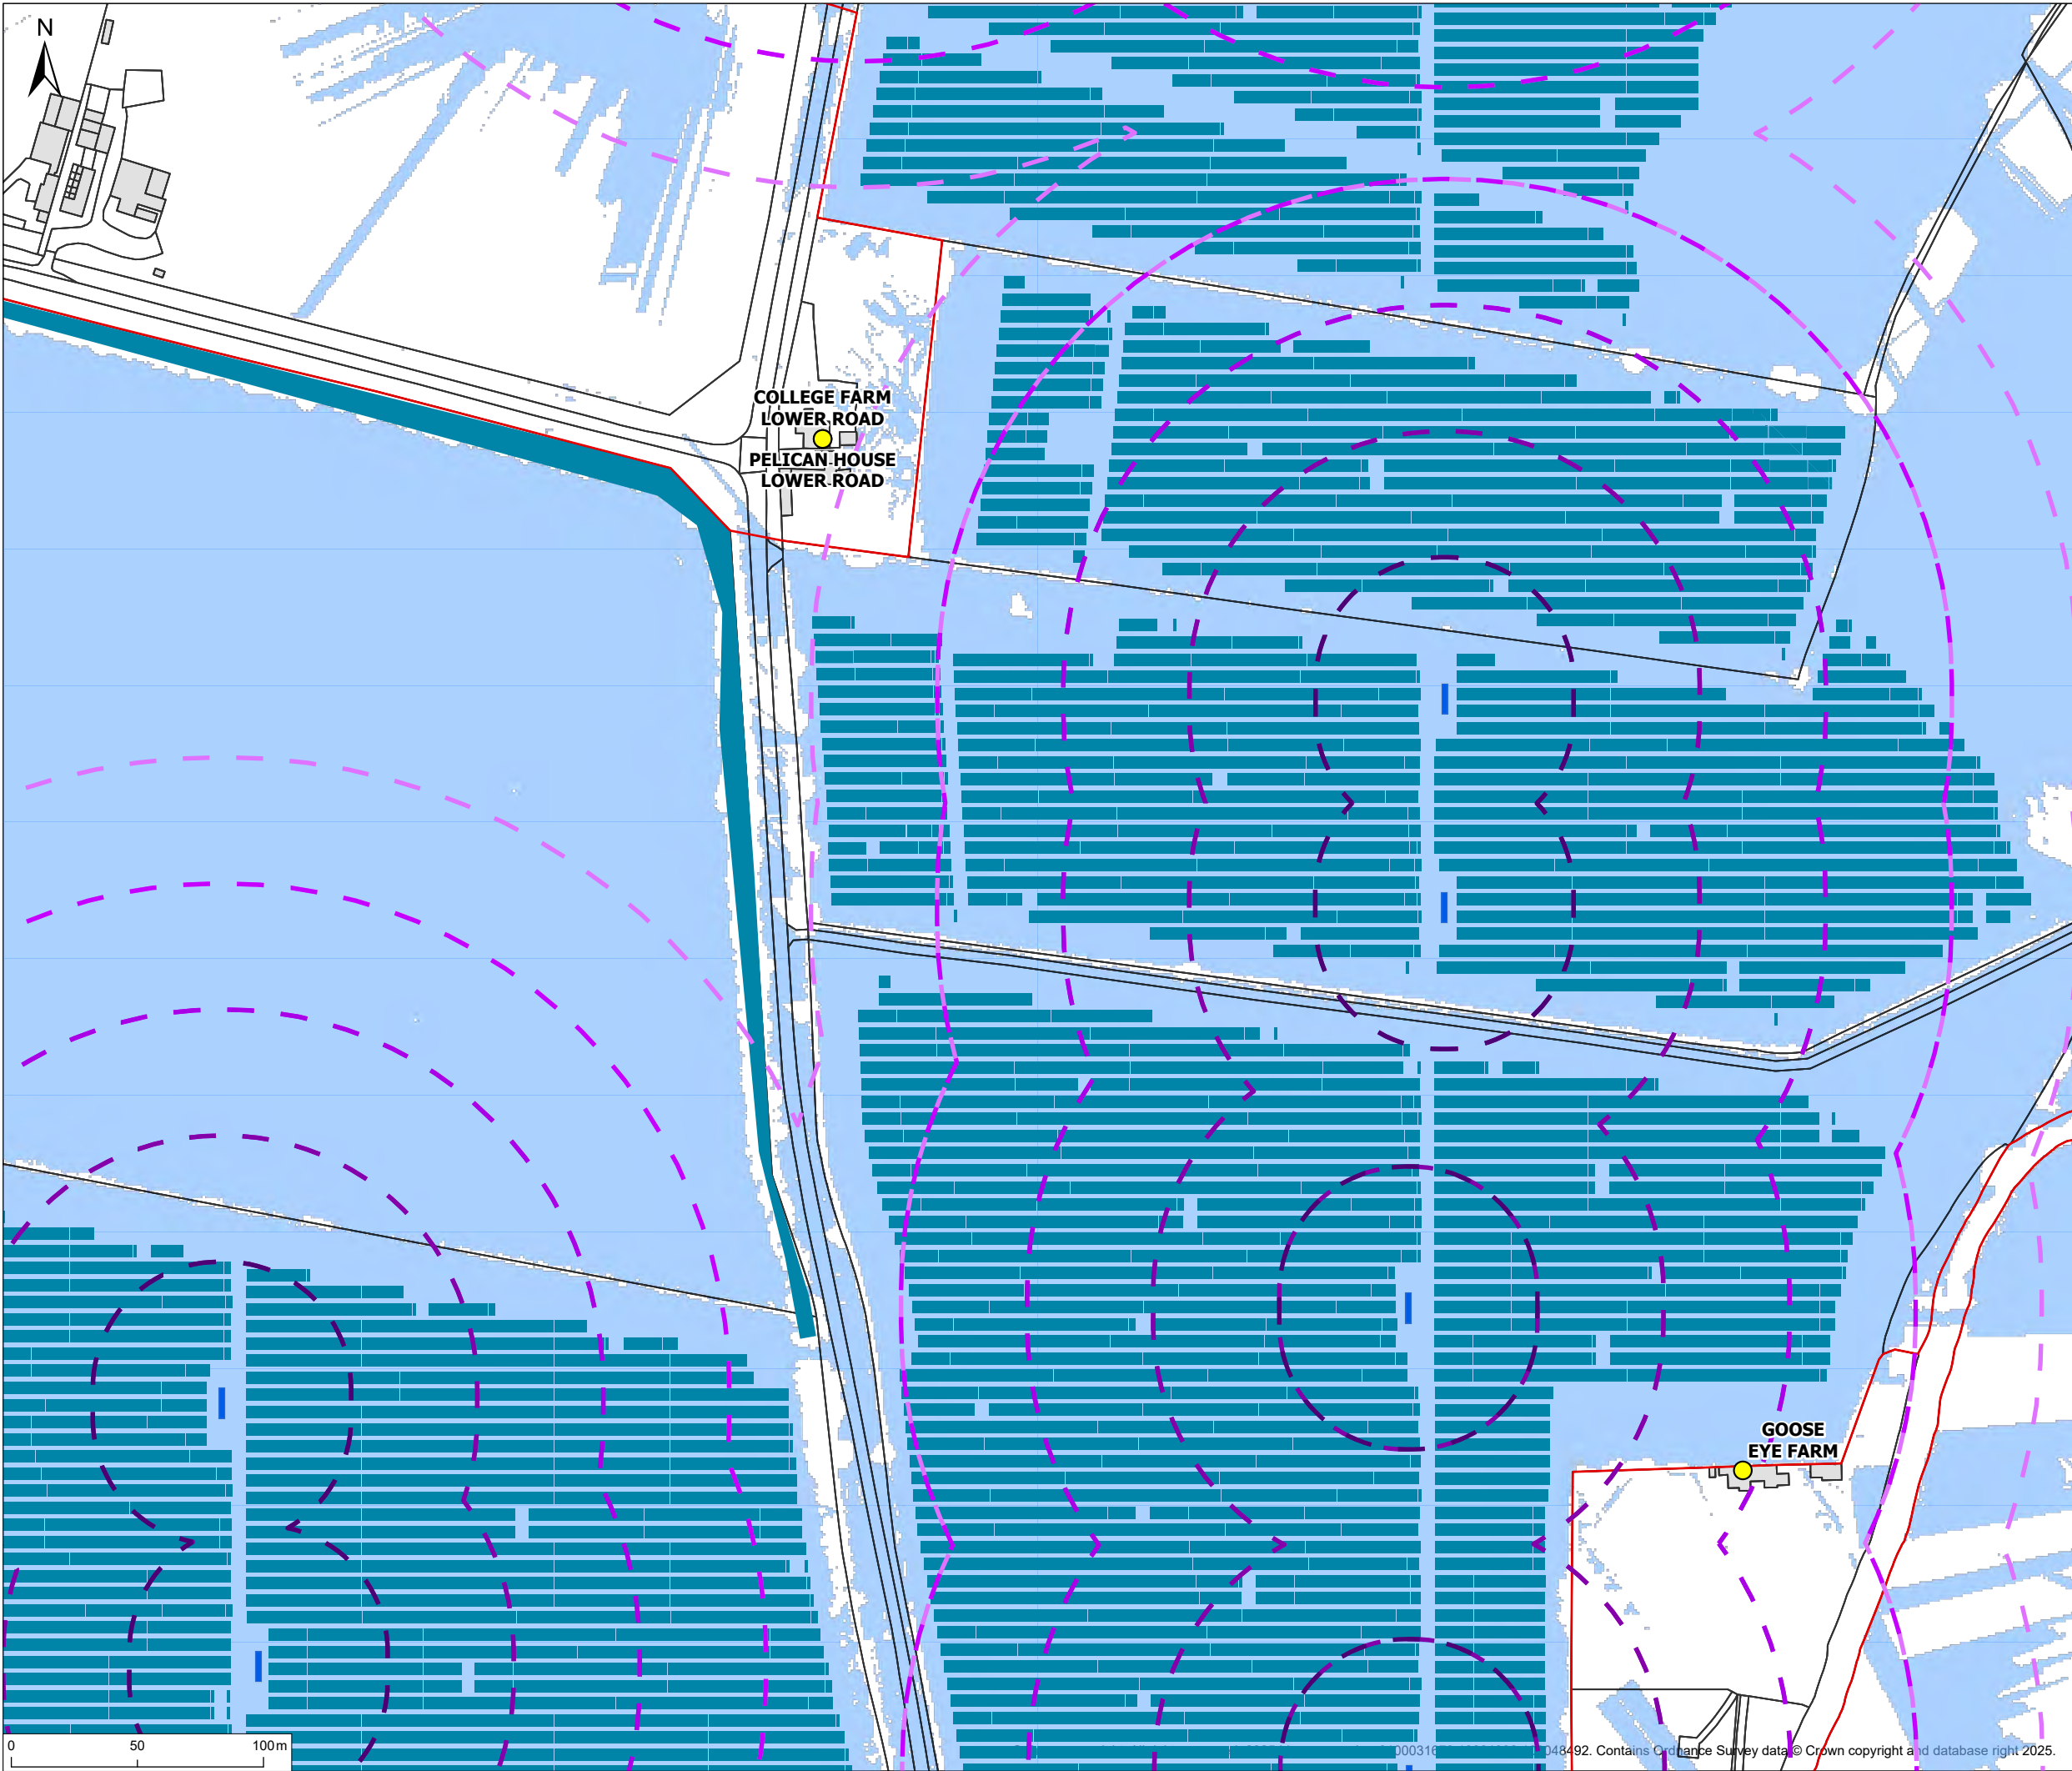 N
COLLEGE FARM
LOWER ROAD
PELICAN HOUSE
LOWER ROAD
GOOSE
EYE FARM
0 50 100m
048492. Contains Ordnance Survey data © Crown copyright and database right 2025.